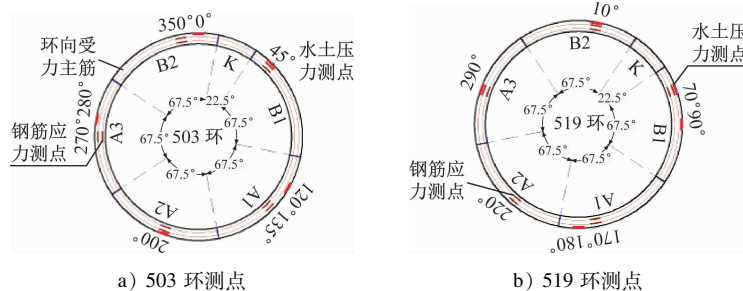 350°0°
45°
水土压
力测点
环向受
力主筋
B2
K
B1
270°280°
A3
67.5°
22.5°
67.5°
503 环
67.5°
67.5°
67.5°
67.5°
钢筋应
力测点
A2
A1
200°
120°135°
a) 503 环测点
10°
B2
K
水土压
力测点
290°
A3
67.5°
22.5°
67.5°
519 环
67.5°
67.5°
67.5°
70°90°
B1
钢筋应
力测点
A2
A1
220°
170°180°
b) 519 环测点